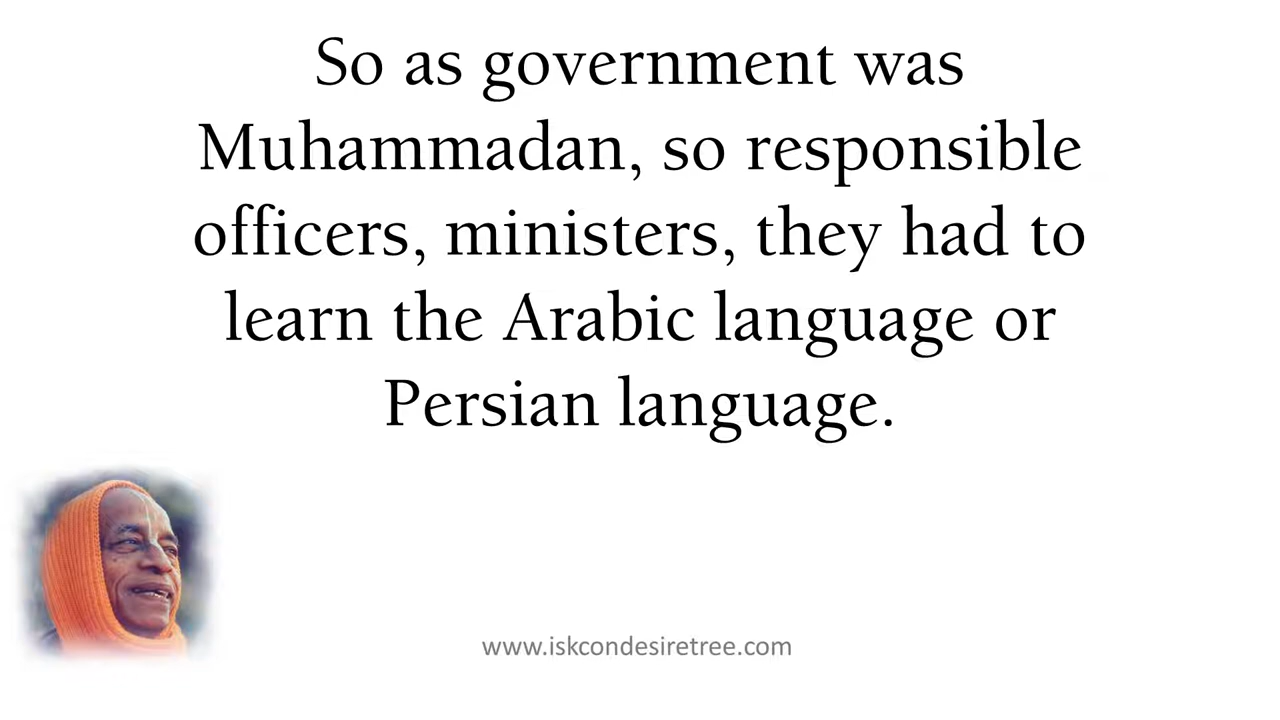 So as government was
Muhammadan, so responsible
officers, ministers, they had to
learn the Arabic language or
Persian language.
www.iskcondesiretree.com